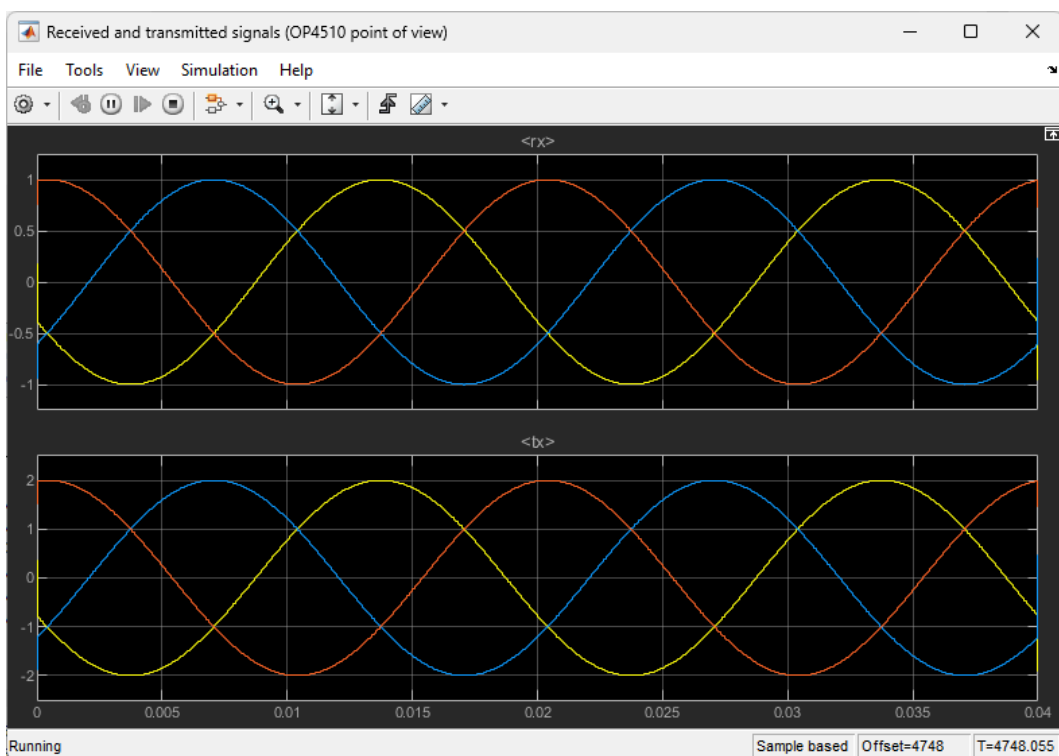 Received and transmitted signals (OP4510 point of view)
File Tools View Simulation Help
<rx>
1
0.5
0
-0.5
-1
<tx>
2
1
0
-1
-2
0 0.005 0.01 0.015 0.02 0.025 0.03 0.035 0.04
Running Sample based Offset=4748 T=4748.055